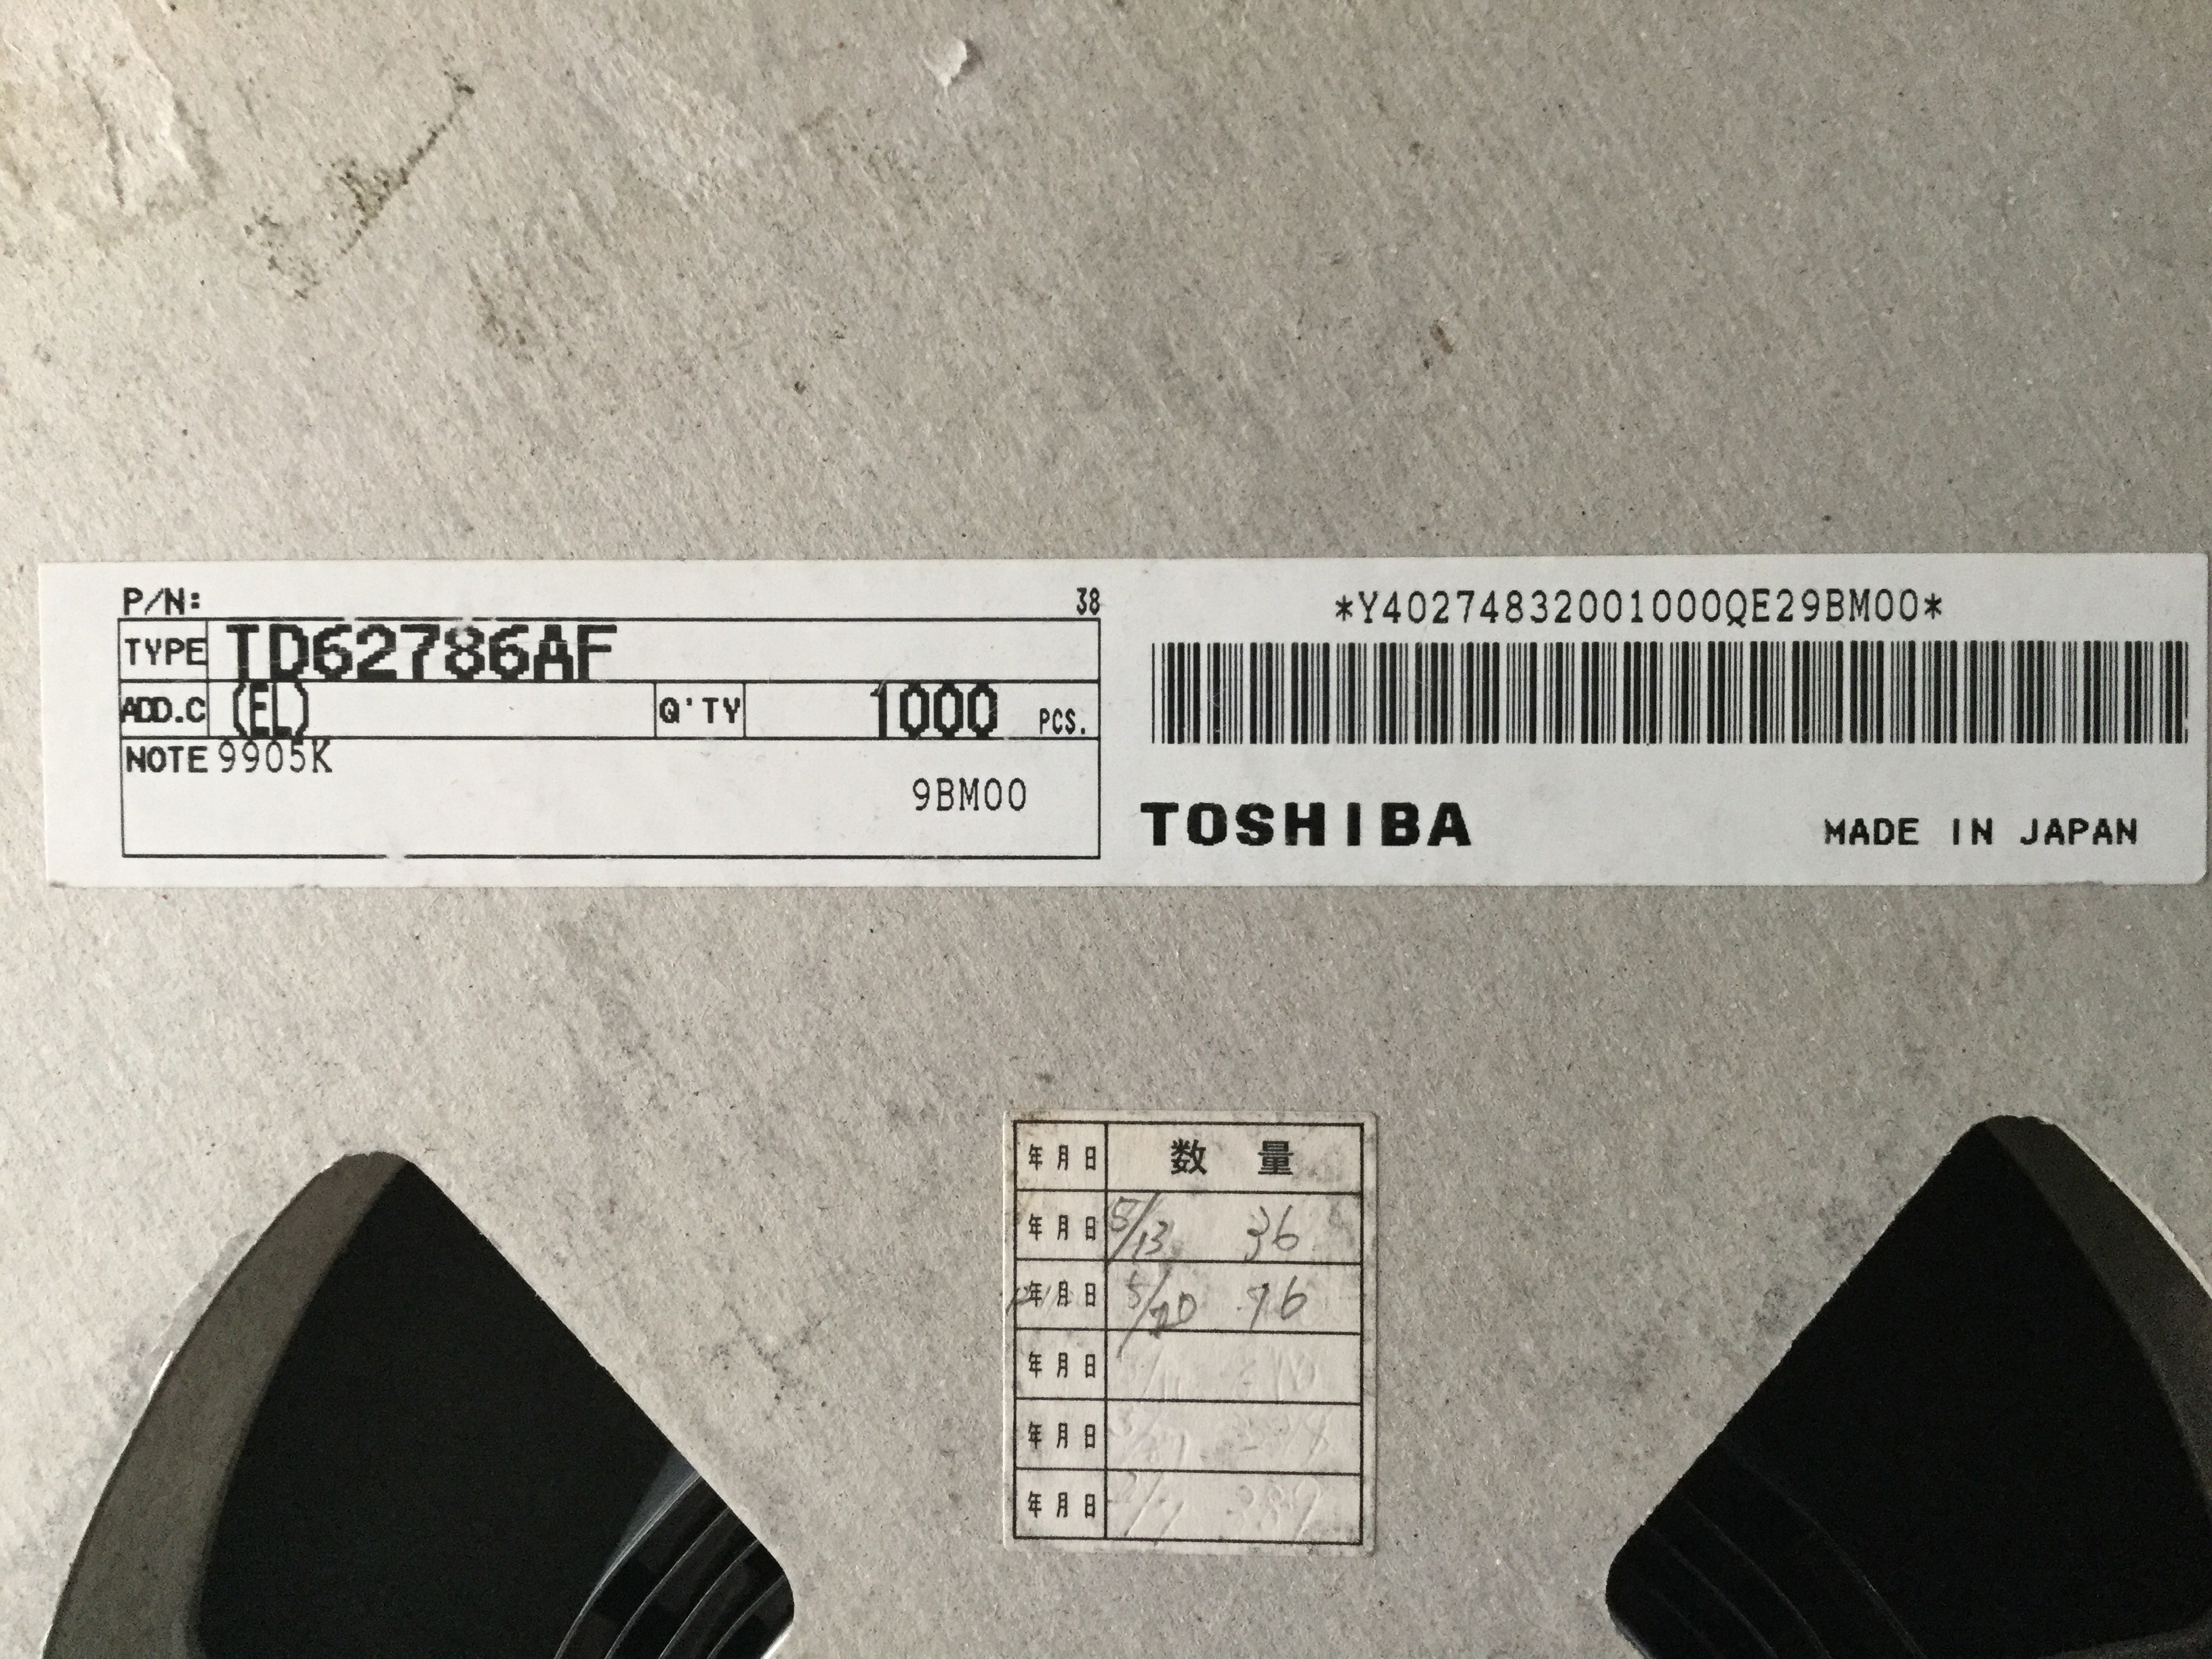 P/N: 38
TYPE TD62786AF
ADD.C (EL) Q'TY 1000 PCS.
NOTE 9905K
9BM00
*Y40274832001000QE29BM00*
TOSHIBA MADE IN JAPAN
年月日 数量
年月日 5/13 36
年月日 5/20 76
年月日
年月日
年月日